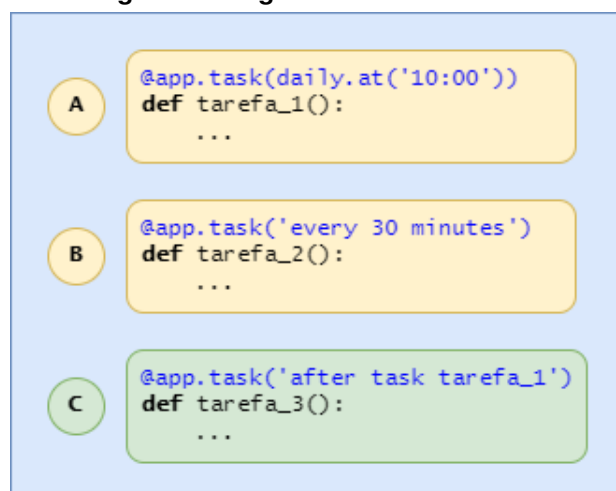 A
@app.task(daily.at('10:00'))
def tarefa_1():
...
B
@app.task('every 30 minutes')
def tarefa_2():
...
C
@app.task('after task tarefa_1')
def tarefa_3():
...